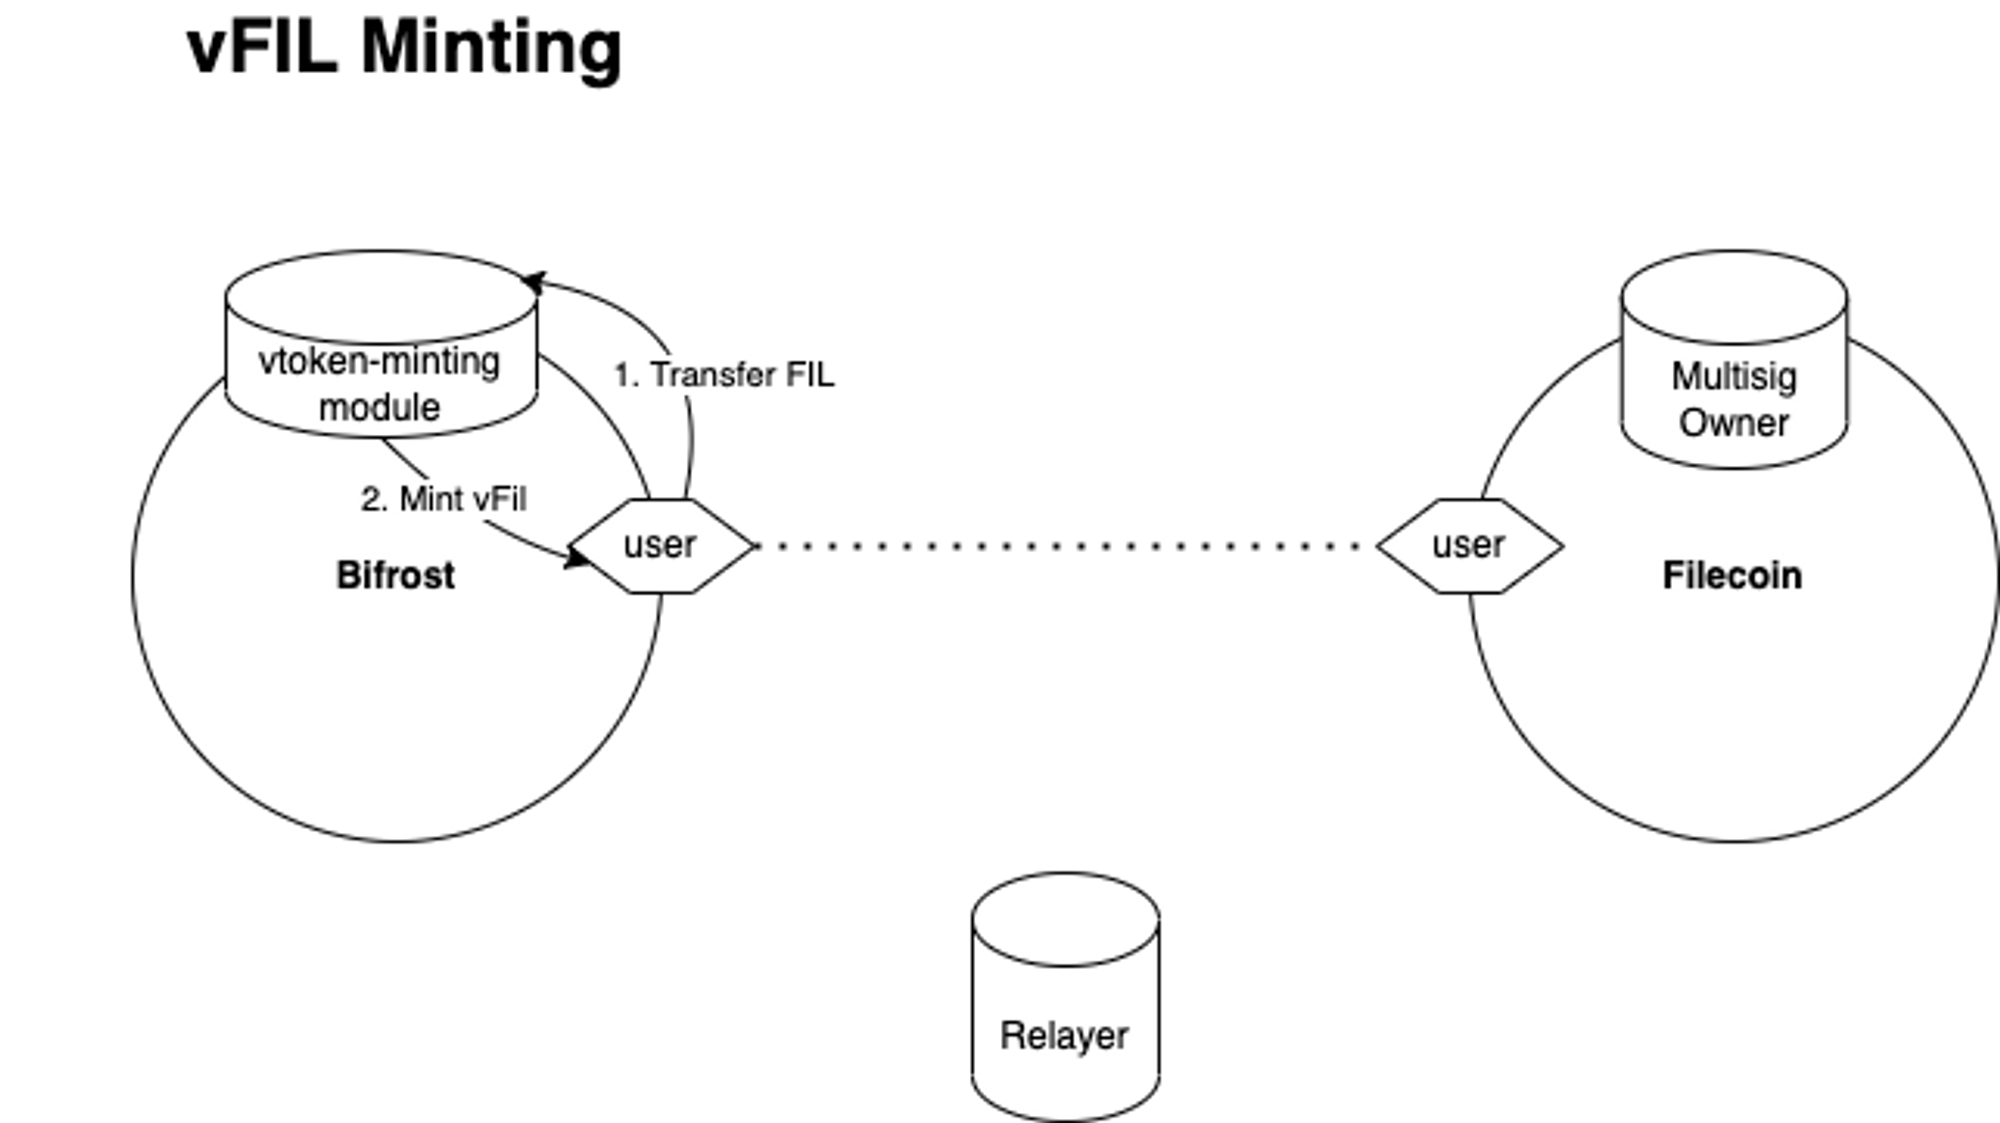 vFIL Minting
vtoken-minting
module
1. Transfer FIL
2. Mint vFil
user
Bifrost
Multisig
Owner
user
Filecoin
Relayer